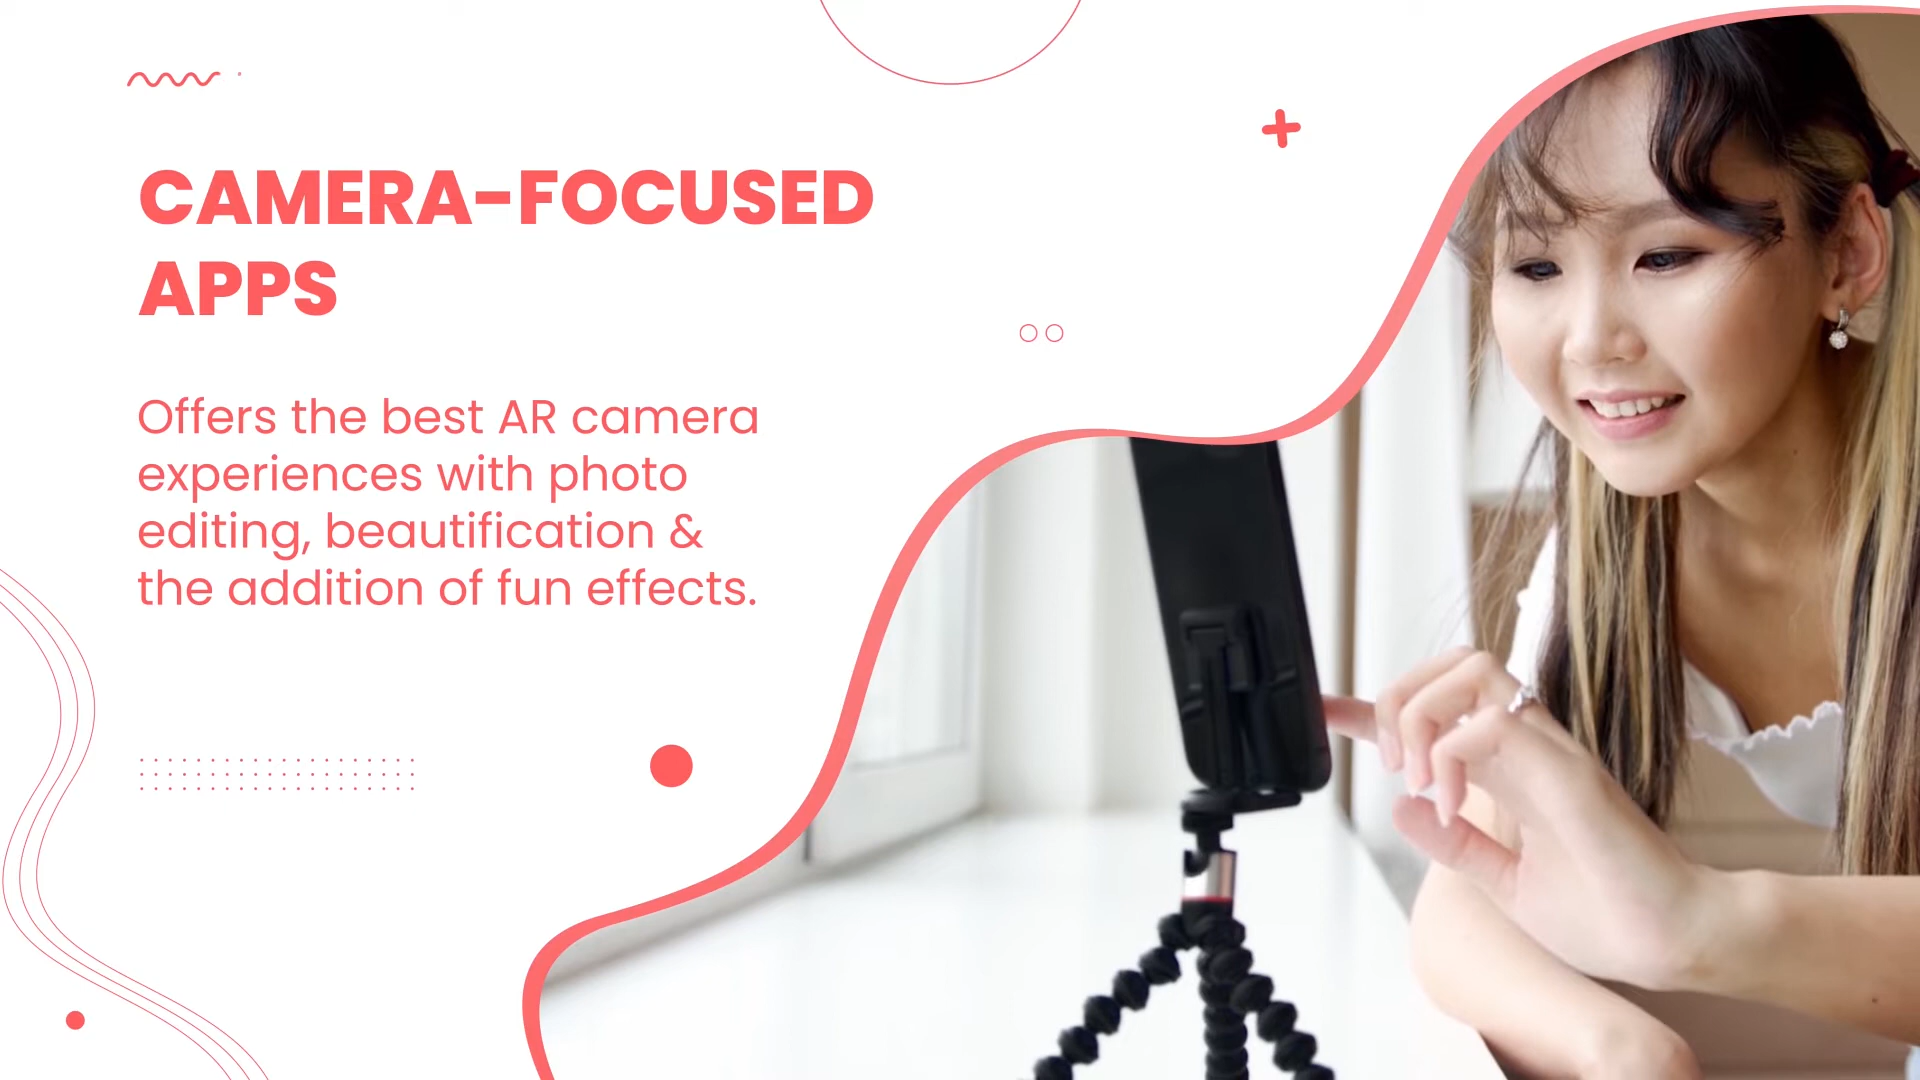 CAMERA-FOCUSED
APPS
Offers the best AR camera
experiences with photo
editing, beautification &
the addition of fun effects.